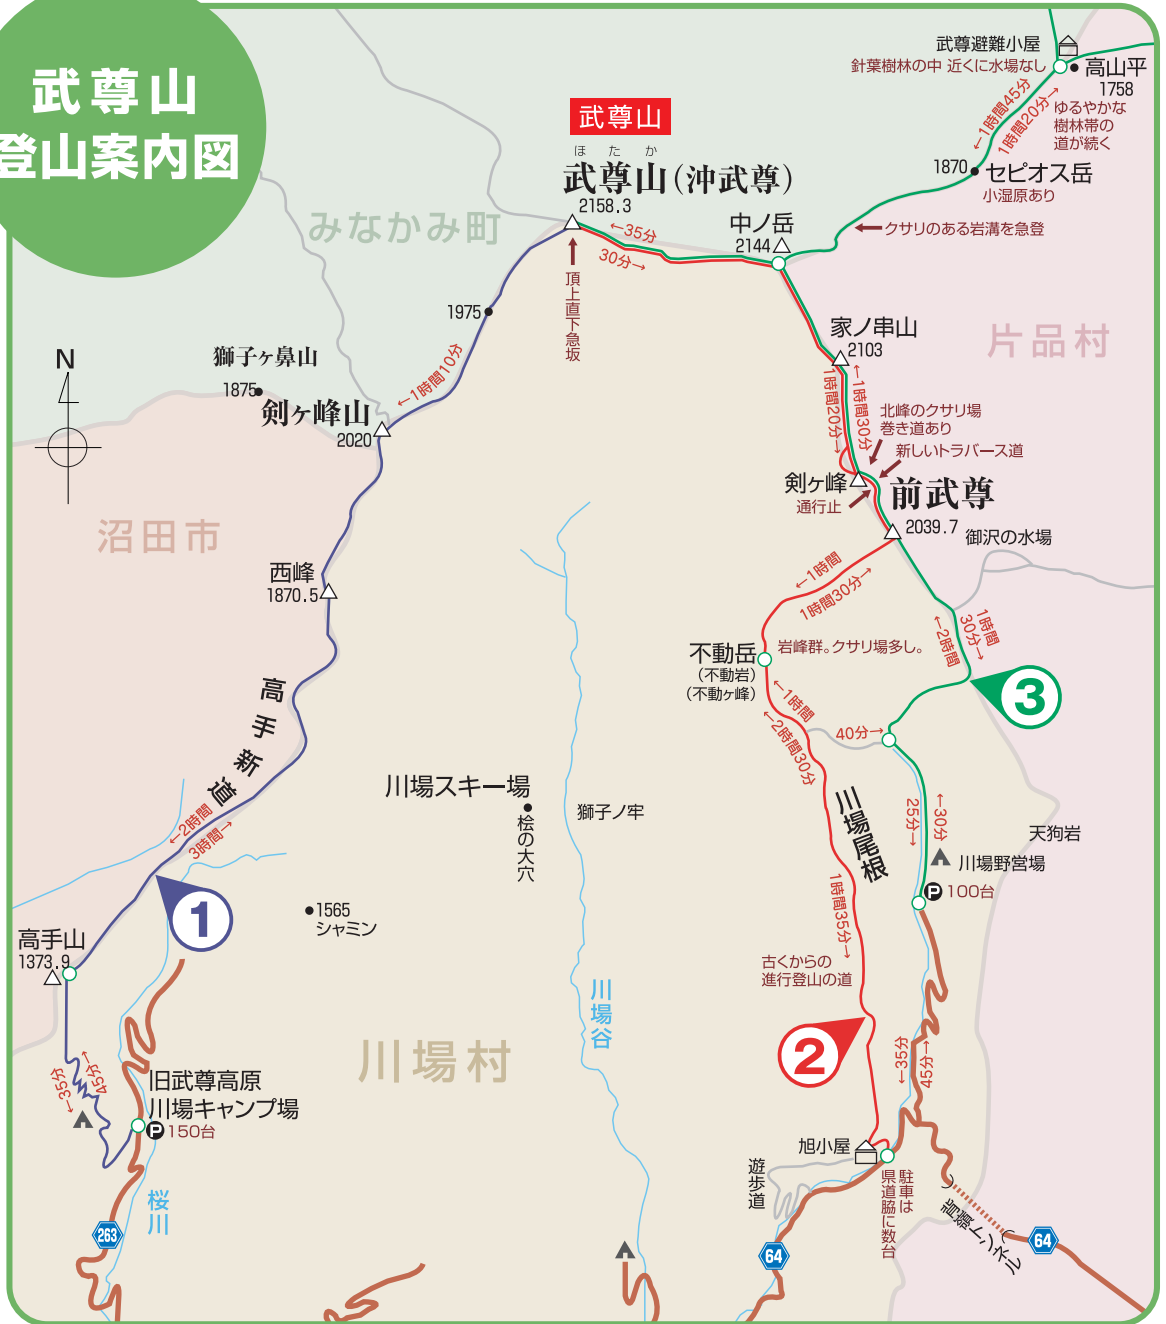 武尊山
登山案内図
武尊避難小屋
針葉樹林の中 近くに水場なし
高山平
1758
ゆるやかな
樹林帯の
道が続く
←1時間45分
1時間20分→
1870
セピオス岳
小湿原あり
クサリのある岩溝を急登
武尊山
ほたか
武尊山(沖武尊)
2158.3
みなかみ町
←35分
30分→
中ノ岳
2144
頂上直下急坂
1975
家ノ串山
2103
片品村
N
獅子ヶ鼻山
1875
剣ヶ峰山
2020
←1時間10分
1時間20分→
←1時間30分
北峰のクサリ場
巻き道あり
新しいトラバース道
剣ヶ峰
通行止
前武尊
2039.7
御沢の水場
沼田市
西峰
1870.5
←1時間
1時間30分→
1時間
30分→
←2時間
不動岳
(不動岩)
(不動ヶ峰)
岩峰群。クサリ場多し。
3
←1時間
←2時間30分
40分→
高手新道
川場スキー場
桧の大穴
獅子ノ牢
川場尾根
←30分
25分→
天狗岩
川場野営場
P 100台
←2時間
3時間→
1
1565
シャミン
高手山
1373.9
1時間35分→
古くからの
進行登山の道
川場谷
川場村
2
←35分
45分→
←35分
45分→
旧武尊高原
川場キャンプ場
P 150台
旭小屋
遊歩道
駐車は
県道脇に数台
背嶺トンネル
桜川
263
64
64